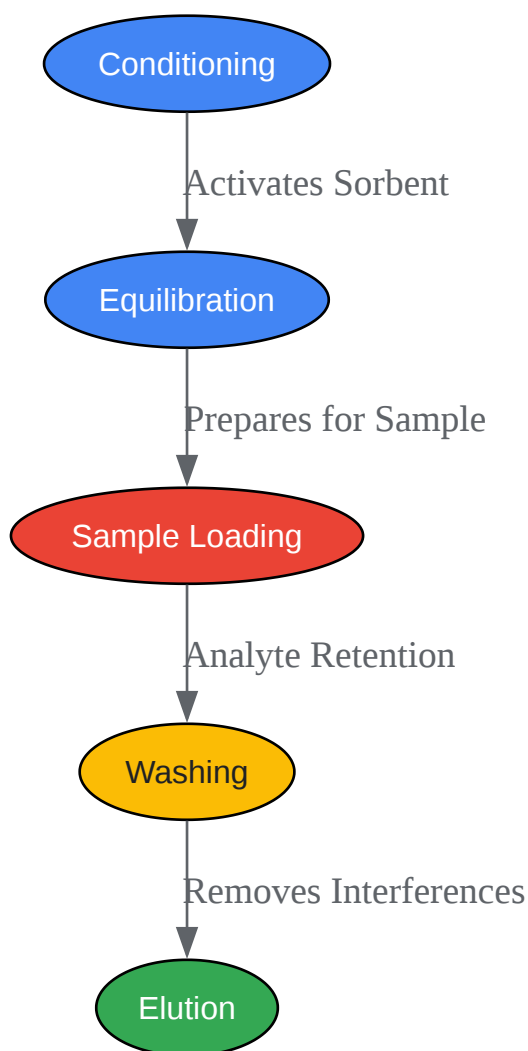 Conditioning
Activates Sorbent
Equilibration
Prepares for Sample
Sample Loading
Analyte Retention
Washing
Removes Interferences
Elution